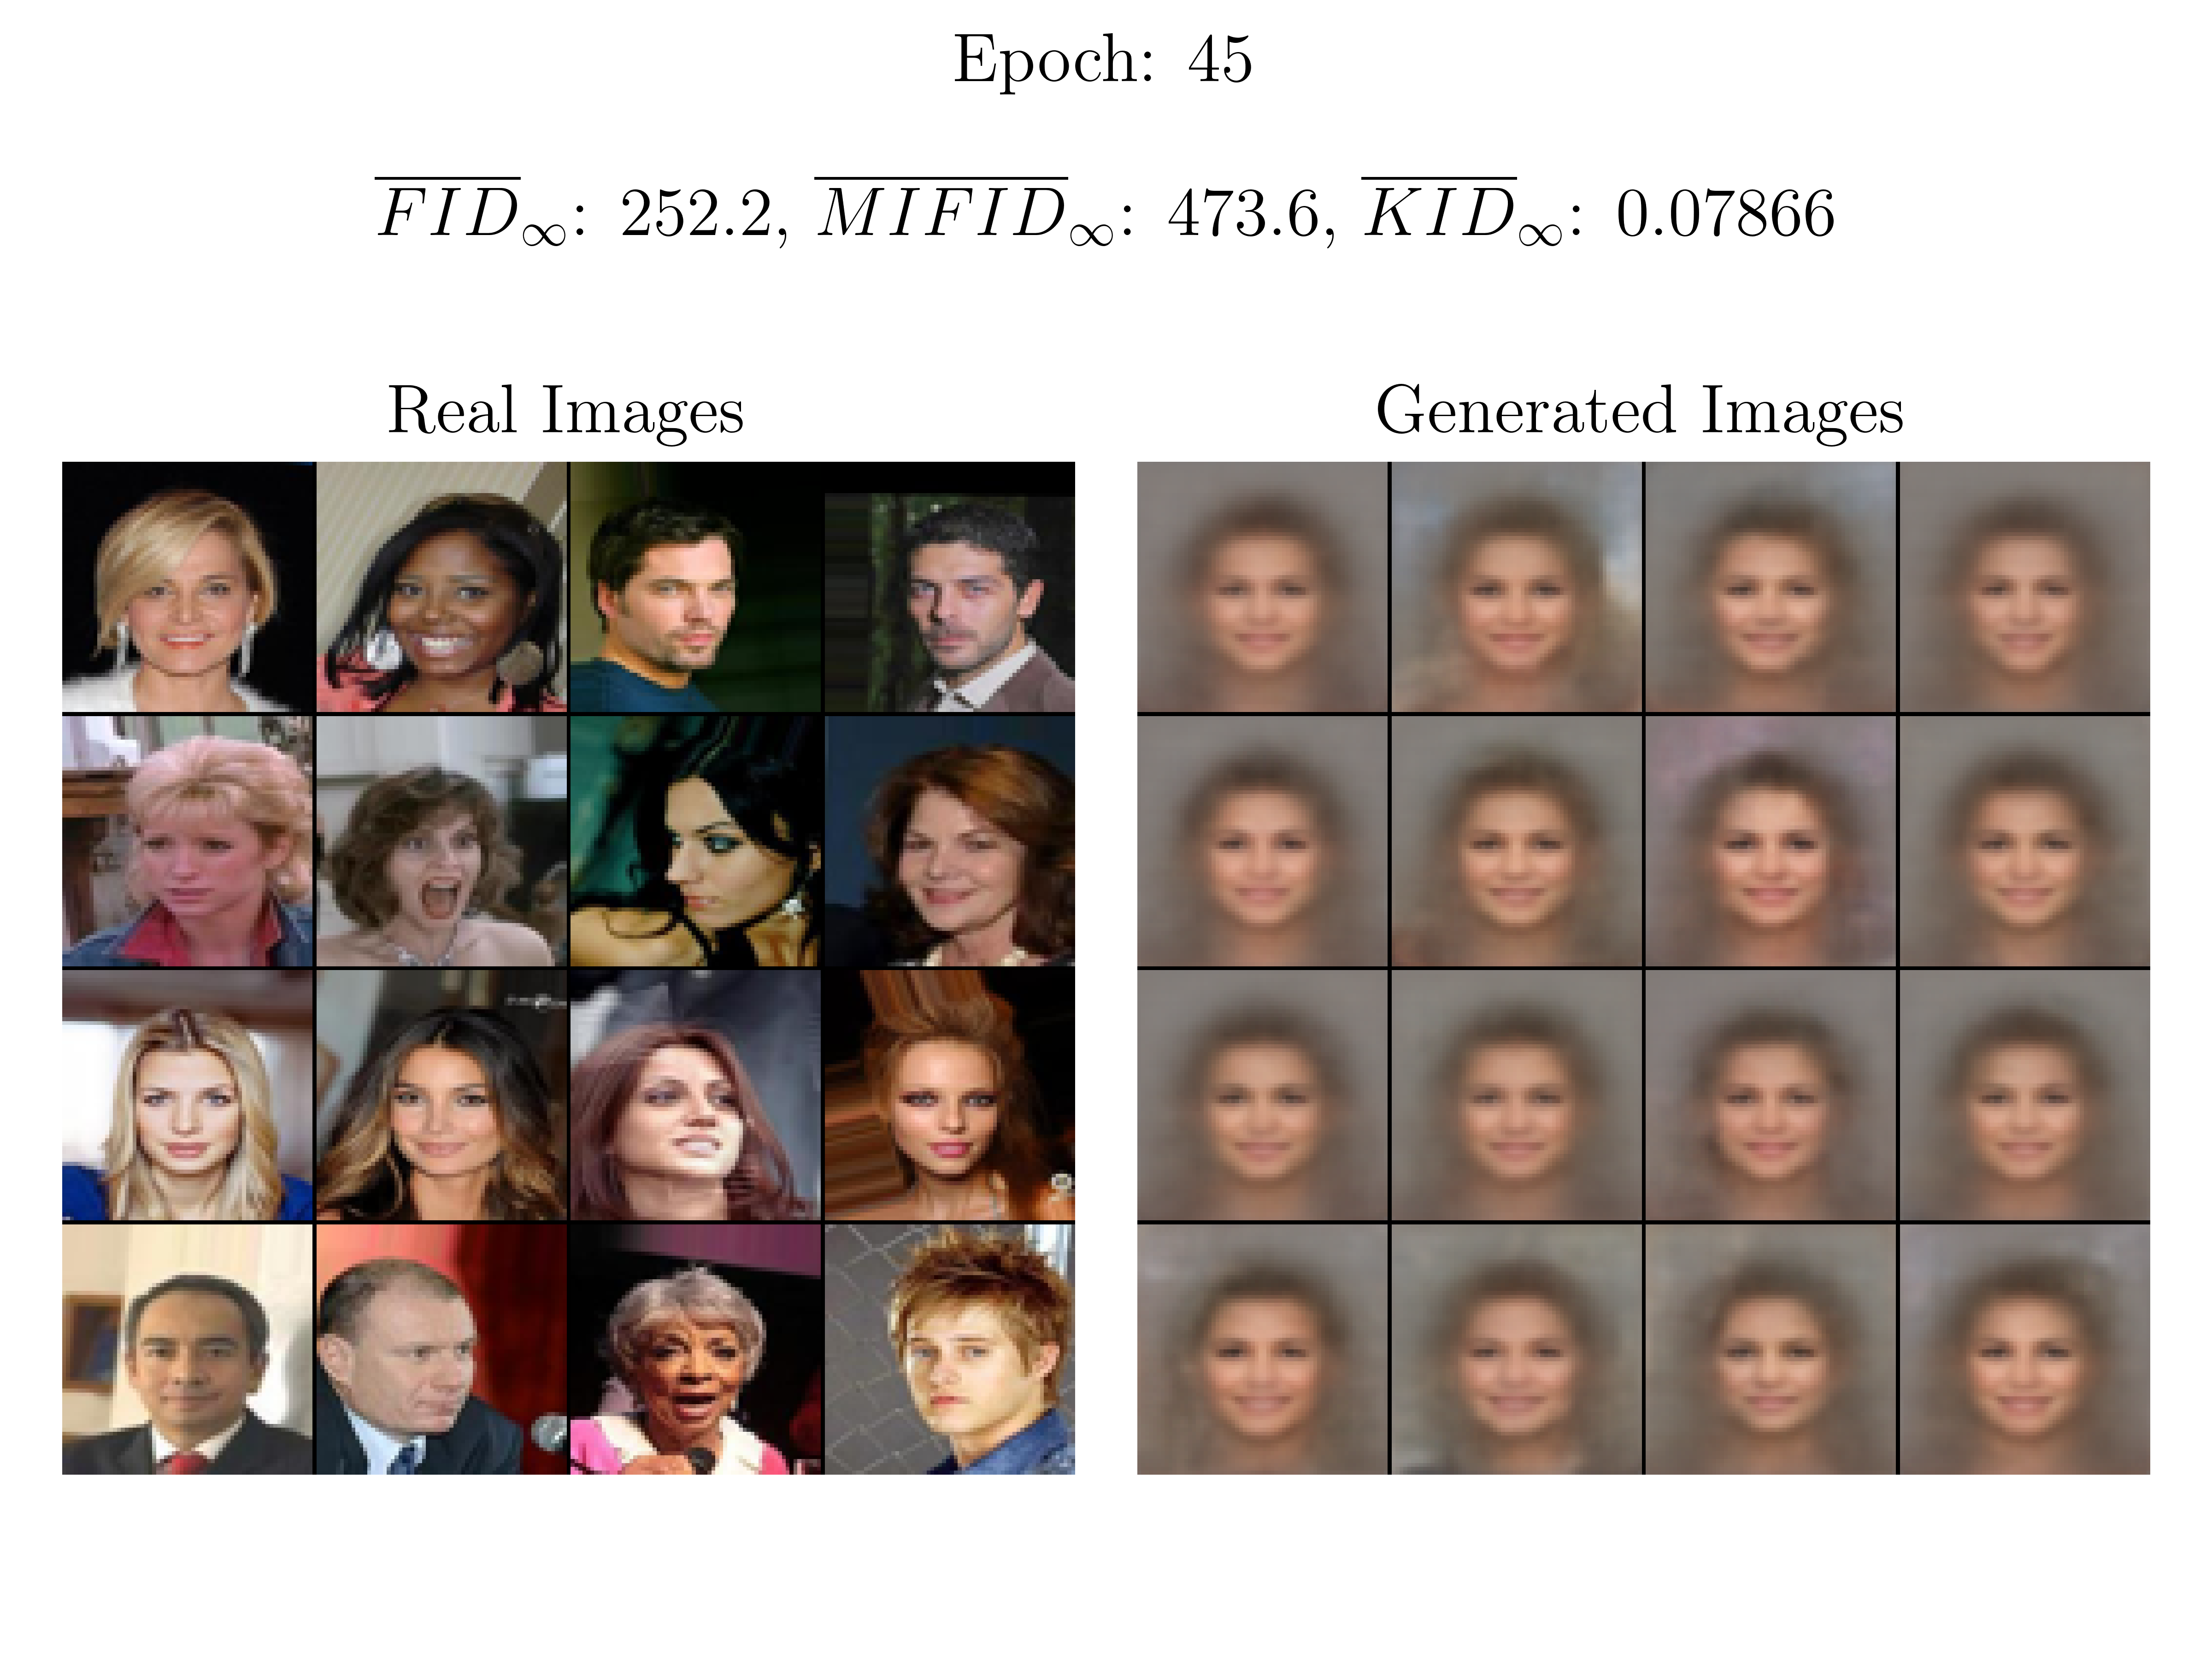 Epoch: 45
FID∞: 252.2, MIFID∞: 473.6, KID∞: 0.07866
Real Images
Generated Images